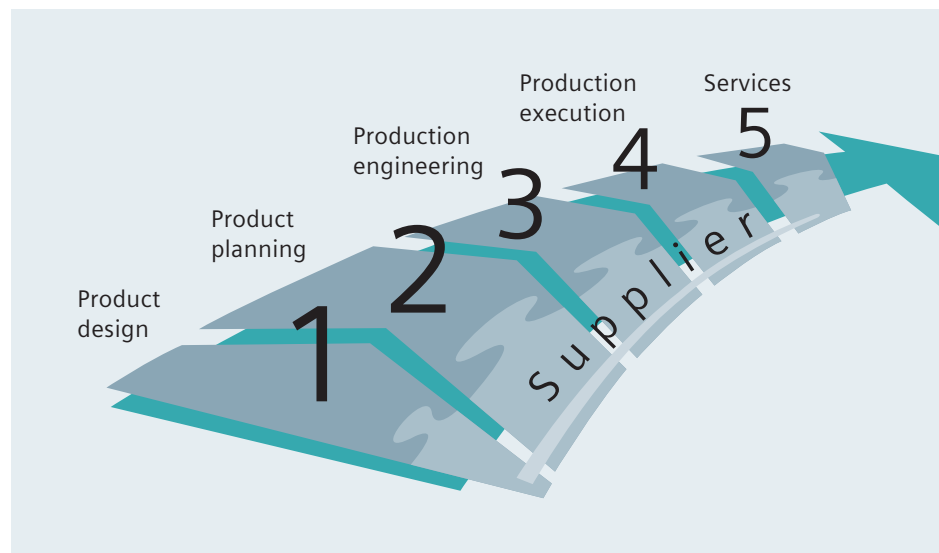 Product
design
1
Product
planning
2
Production
engineering
3
Production
execution
4
Services
5
Supplier